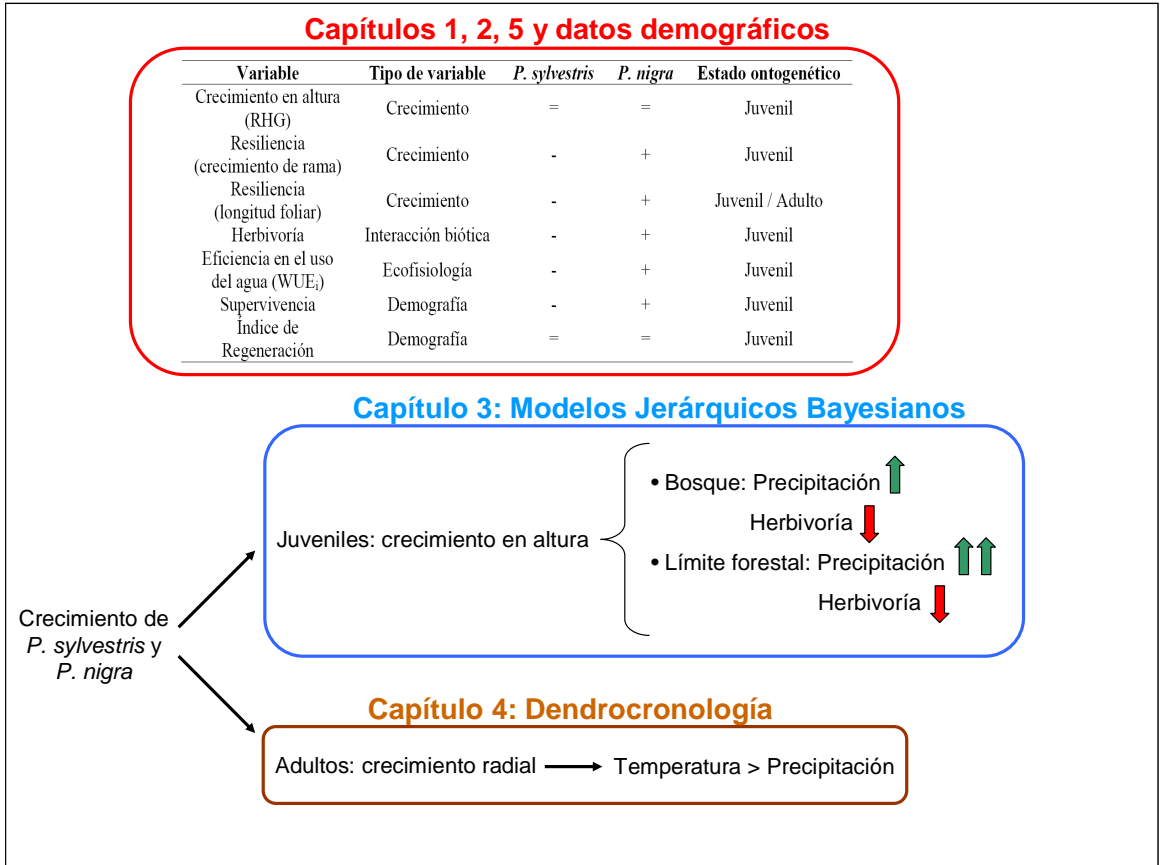 Capítulos 1, 2, 5 y datos demográficos
Variable Tipo de variable P. sylvestris P. nigra Estado ontogenético
Crecimiento en altura
(RHG) Crecimiento = = Juvenil
Resiliencia
(crecimiento de rama) Crecimiento - + Juvenil
Resiliencia
(longitud foliar) Crecimiento - + Juvenil / Adulto
Herbivoría Interacción biótica - + Juvenil
Eficiencia en el uso
del agua (WUEi) Ecofisiología - + Juvenil
Supervivencia Demografía - + Juvenil
Índice de
Regeneración Demografía = = Juvenil
Capítulo 3: Modelos Jerárquicos Bayesianos
Juveniles: crecimiento en altura
• Bosque: Precipitación
Herbivoría
• Límite forestal: Precipitación
Herbivoría
Crecimiento de
P. sylvestris y
P. nigra
Capítulo 4: Dendrocronología
Adultos: crecimiento radial Temperatura > Precipitación